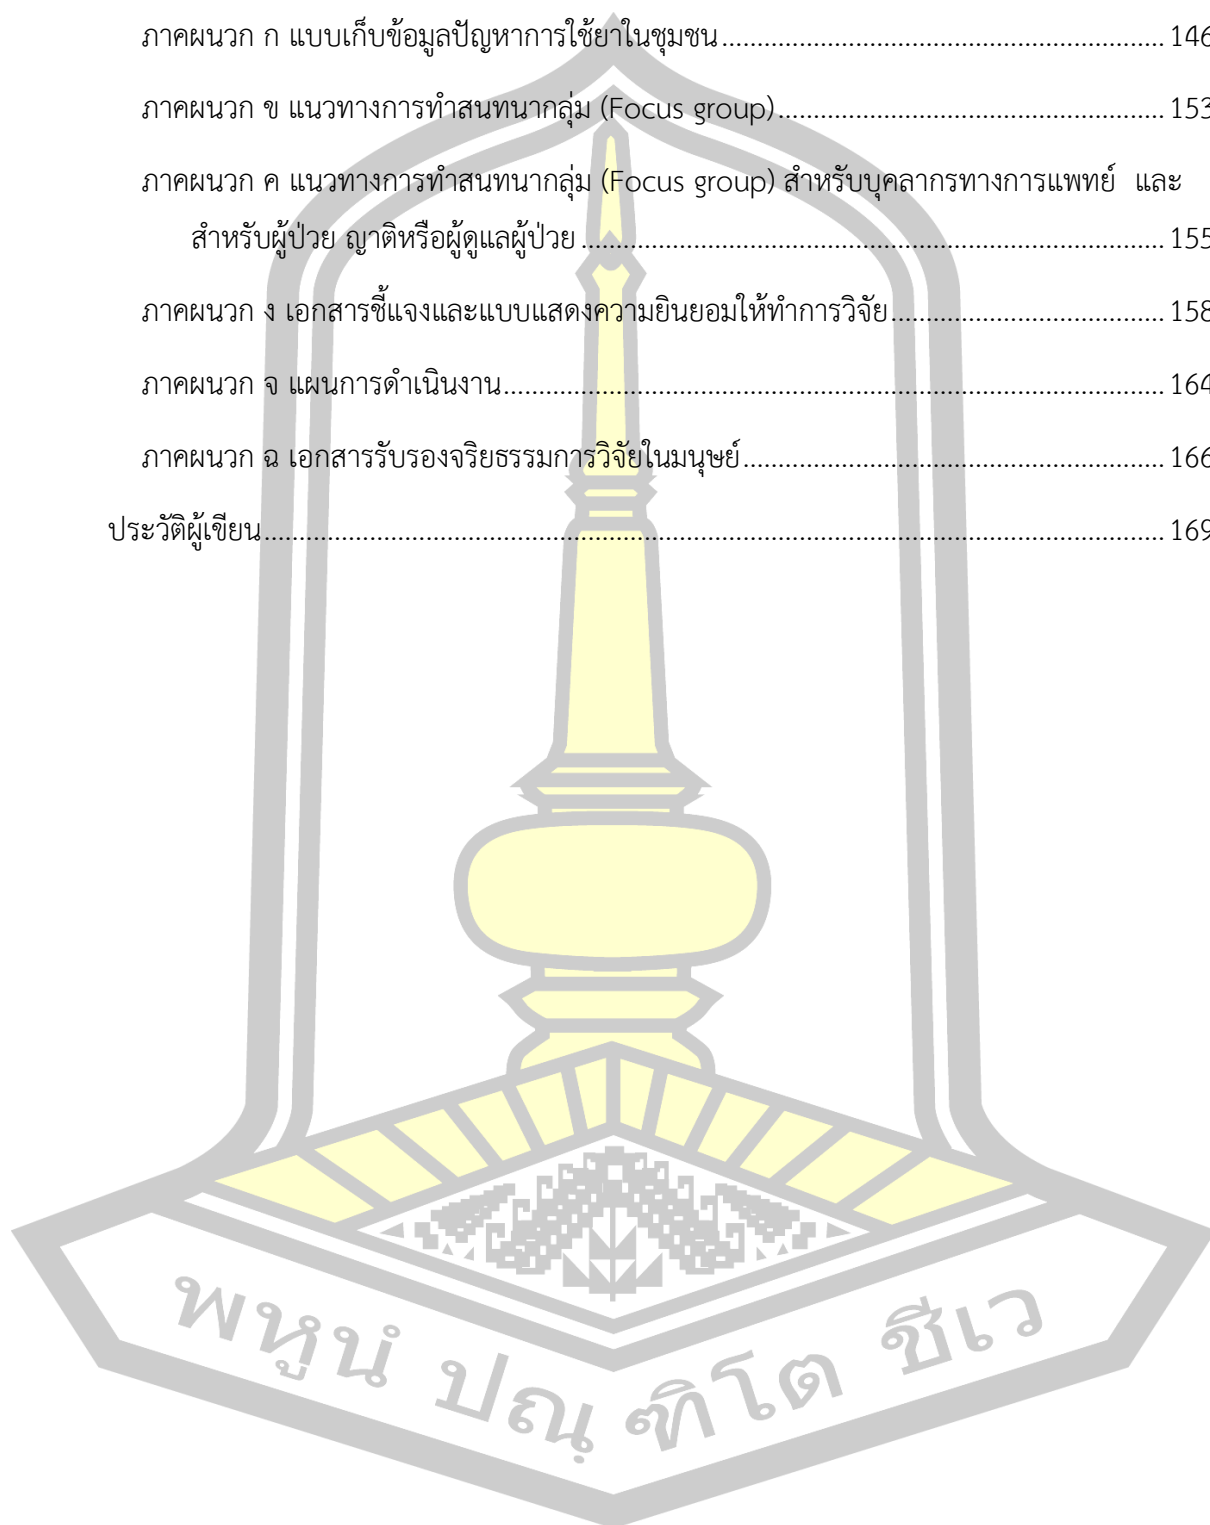 ภาคผนวก ก แบบเก็บข้อมูลปัญหาการใช้ยาในชุมชน.......................................................................... 146
ภาคผนวก ข แนวทางการทำสนทนากลุ่ม (Focus group)................................................................. 153
ภาคผนวก ค แนวทางการทำสนทนากลุ่ม (Focus group) สำหรับบุคลากรทางการแพทย์ และ
สำหรับผู้ป่วย ญาติหรือผู้ดูแลผู้ป่วย.................................................................................................. 155
ภาคผนวก ง เอกสารชี้แจงและแบบแสดงความยินยอมให้ทำการวิจัย.............................................. 158
ภาคผนวก จ แผนการดำเนินงาน............................................................................................................... 164
ภาคผนวก ฉ เอกสารรับรองจริยธรรมการวิจัยในมนุษย์....................................................................... 166
ประวัติผู้เขียน....................................................................................................................................................... 169
พหูนํ ปณฺ ฑิโต ชีเว